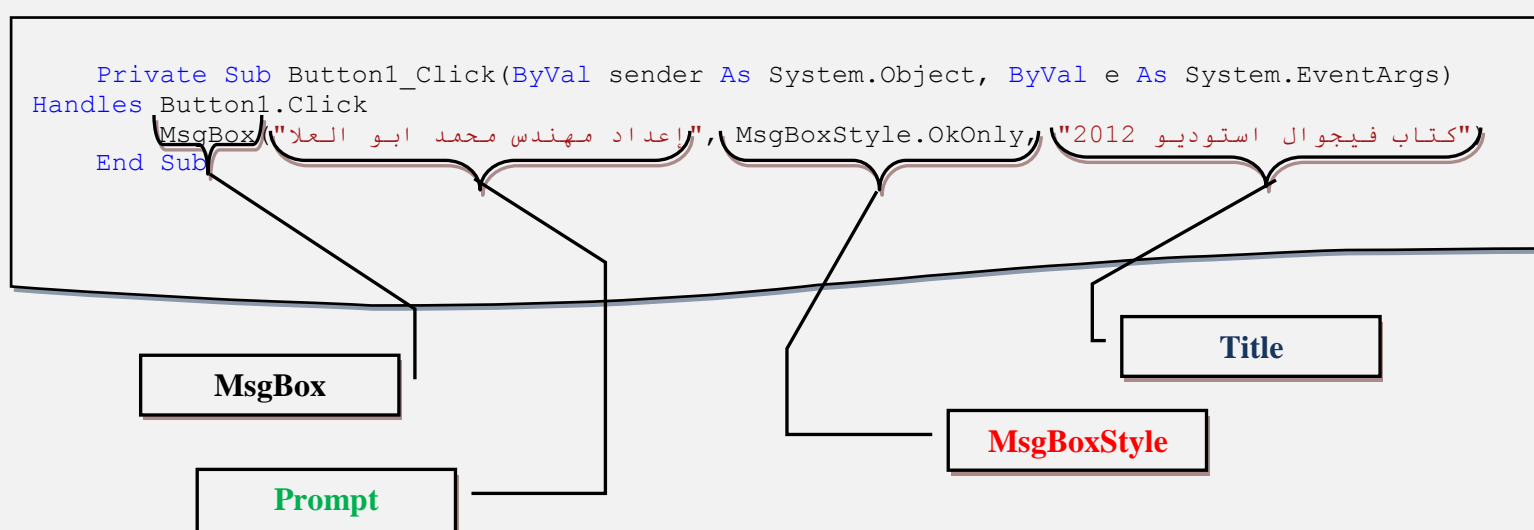 Private Sub Button1_Click(ByVal sender As System.Object, ByVal e As System.EventArgs)
Handles Button1.Click
MsgBox("إعداد مهندس محمد ابو العلا", MsgBoxStyle.OkOnly, "كتاب فيجوال استوديو 2012")
End Sub
Title
MsgBox
MsgBoxStyle
Prompt